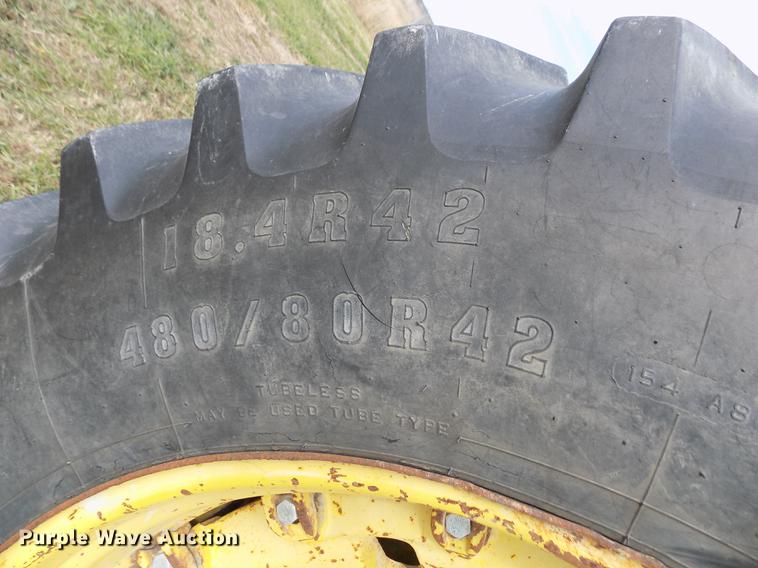 18.4R42
480/80R42
154 A8
TUBELESS
MAY BE USED TUBE TYPE
Purple Wave Auction